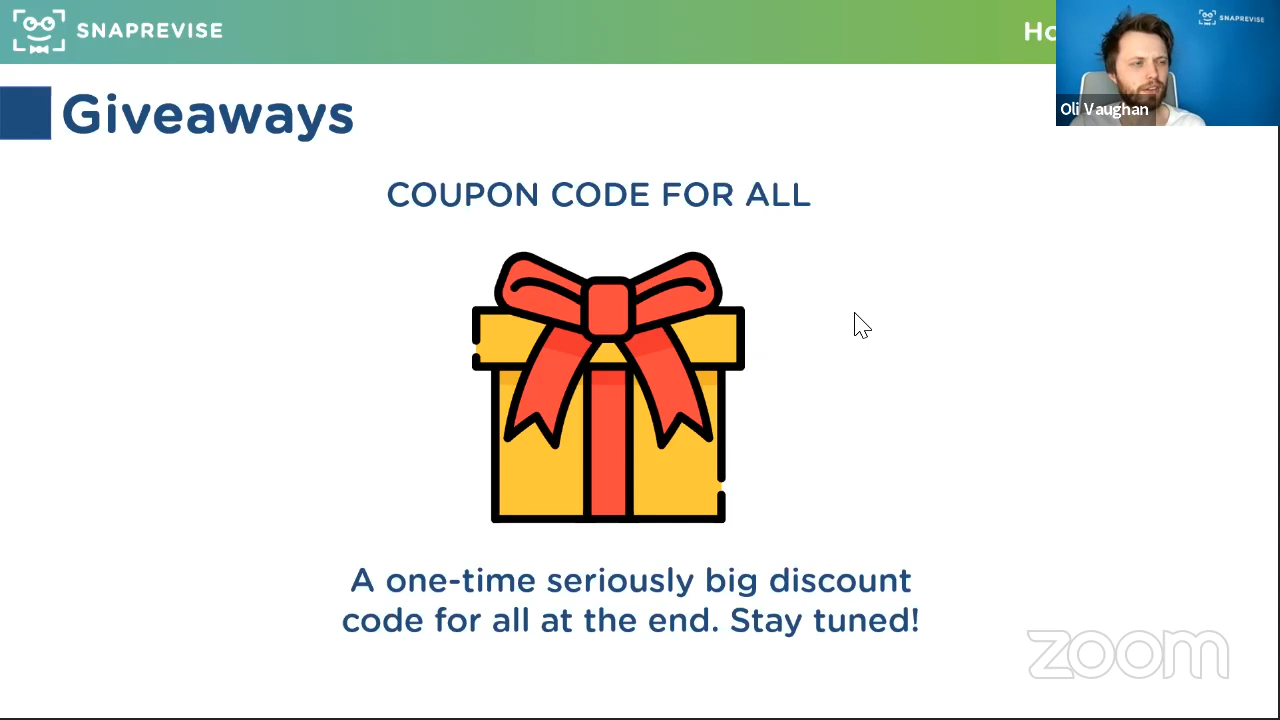 SNAPREVISE
Ho
SNAPREVISE
Oli Vaughan
Giveaways
COUPON CODE FOR ALL
A one-time seriously big discount
code for all at the end. Stay tuned!
zoom